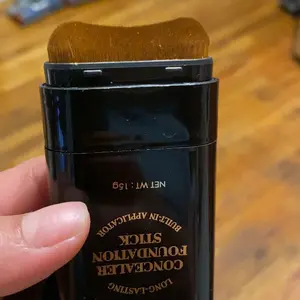 LONG-LASTING
CONCEALER
FOUNDATION
STICK
BUILT-IN APPLICATOR
NET WT : 15g